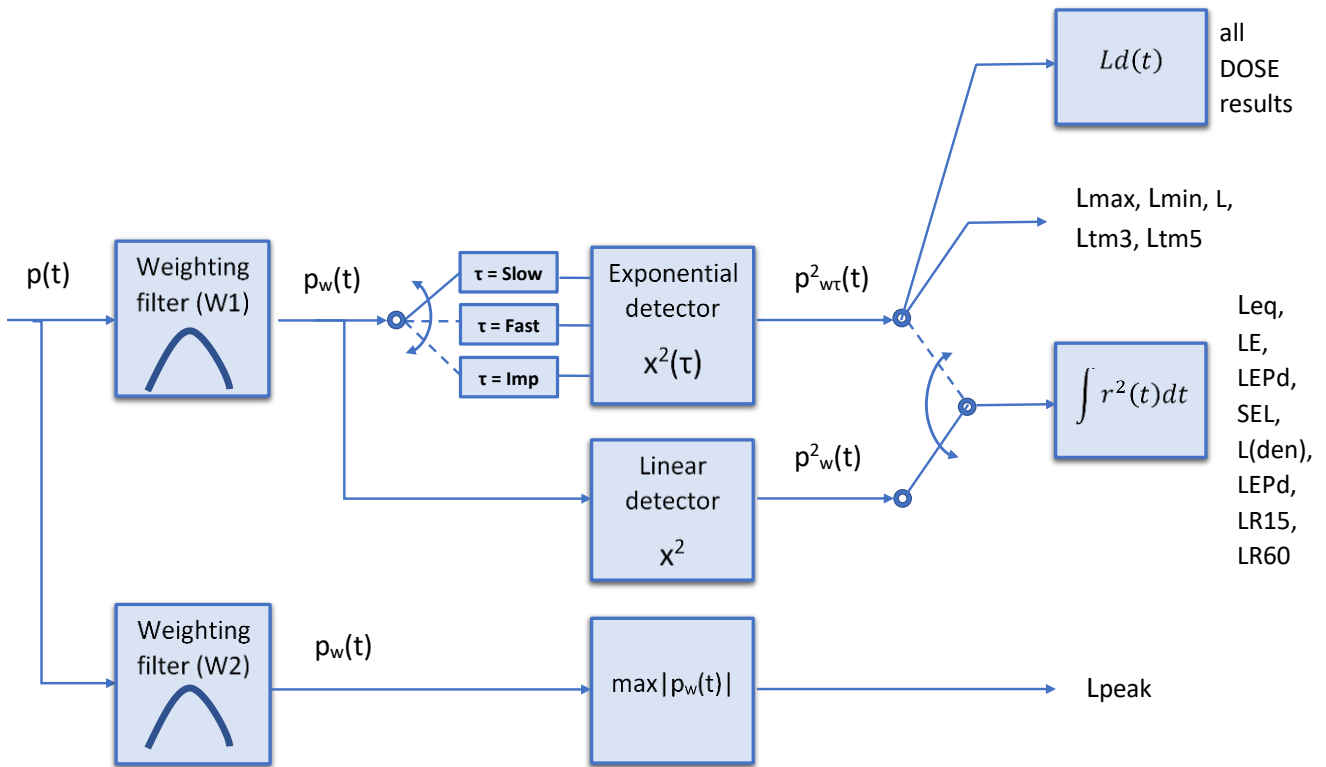 Ld(t)
all
DOSE
results
Lmax, Lmin, L,
Ltm3, Ltm5
p(t)
Weighting
filter (W1)
pw(t)
τ = Slow
τ = Fast
τ = Imp
Exponential
detector
x²(τ)
p²wτ(t)
Leq,
LE,
LEPd,
SEL,
L(den),
LEPd,
LR15,
LR60
∫ r²(t)dt
Linear
detector
x²
p²w(t)
Weighting
filter (W2)
pw(t)
max|pw(t)|
Lpeak